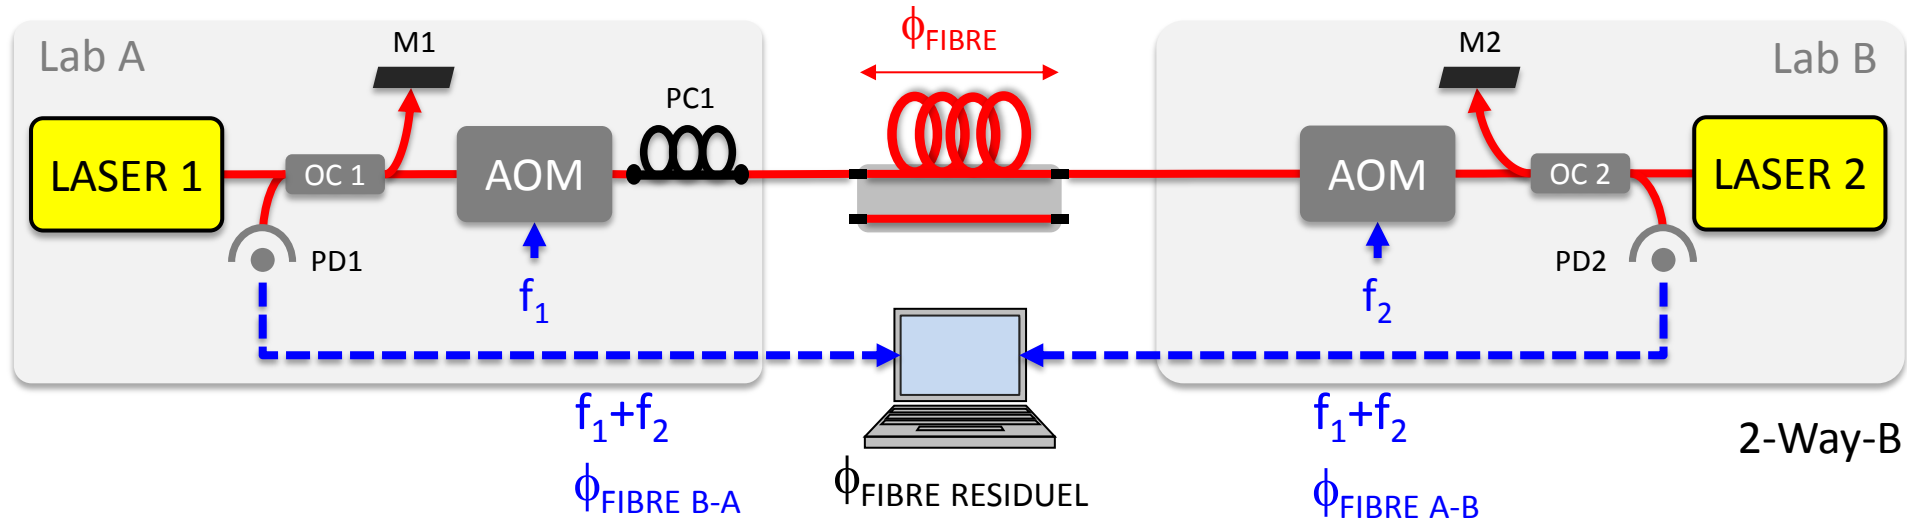 Lab A
M1
PC1
ϕFIBRE
M2
Lab B
LASER 1
OC 1
AOM
AOM
OC 2
LASER 2
PD1
f1
f2
PD2
f1+f2
ϕFIBRE B-A
ϕFIBRE RESIDUEL
f1+f2
ϕFIBRE A-B
2-Way-B